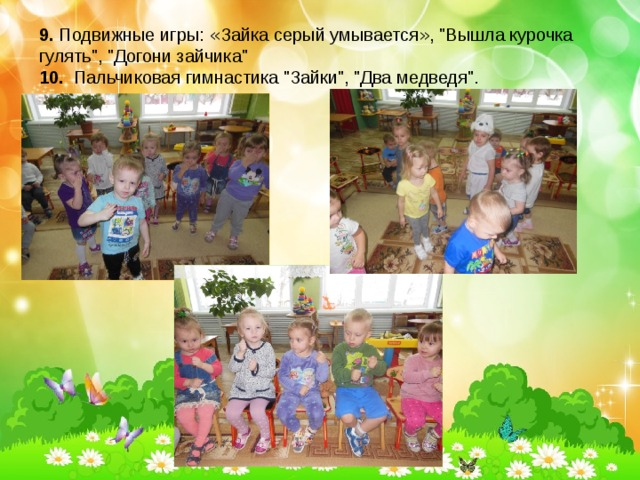 9. Подвижные игры: «Зайка серый умывается», "Вышла курочка
гулять", "Догони зайчика"
10. Пальчиковая гимнастика "Зайки", "Два медведя".